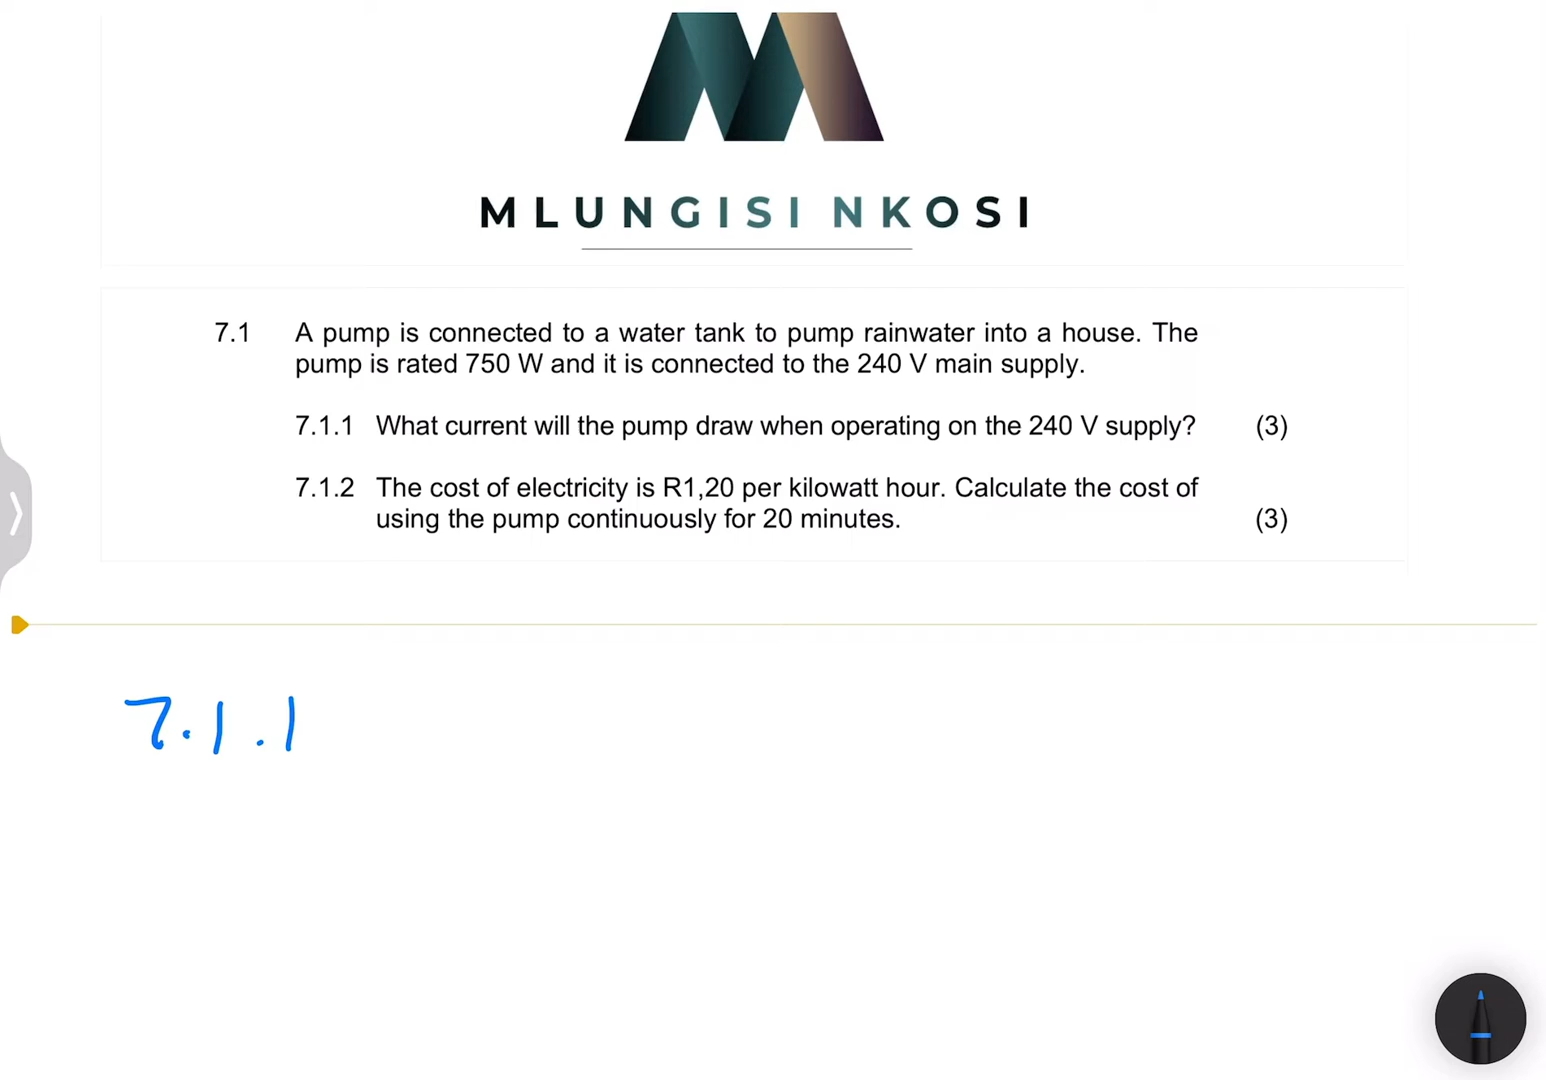 MLUNGISI NKOSI
7.1 A pump is connected to a water tank to pump rainwater into a house. The
pump is rated 750 W and it is connected to the 240 V main supply.
7.1.1 What current will the pump draw when operating on the 240 V supply? (3)
7.1.2 The cost of electricity is R1,20 per kilowatt hour. Calculate the cost of
using the pump continuously for 20 minutes. (3)
7.1.1